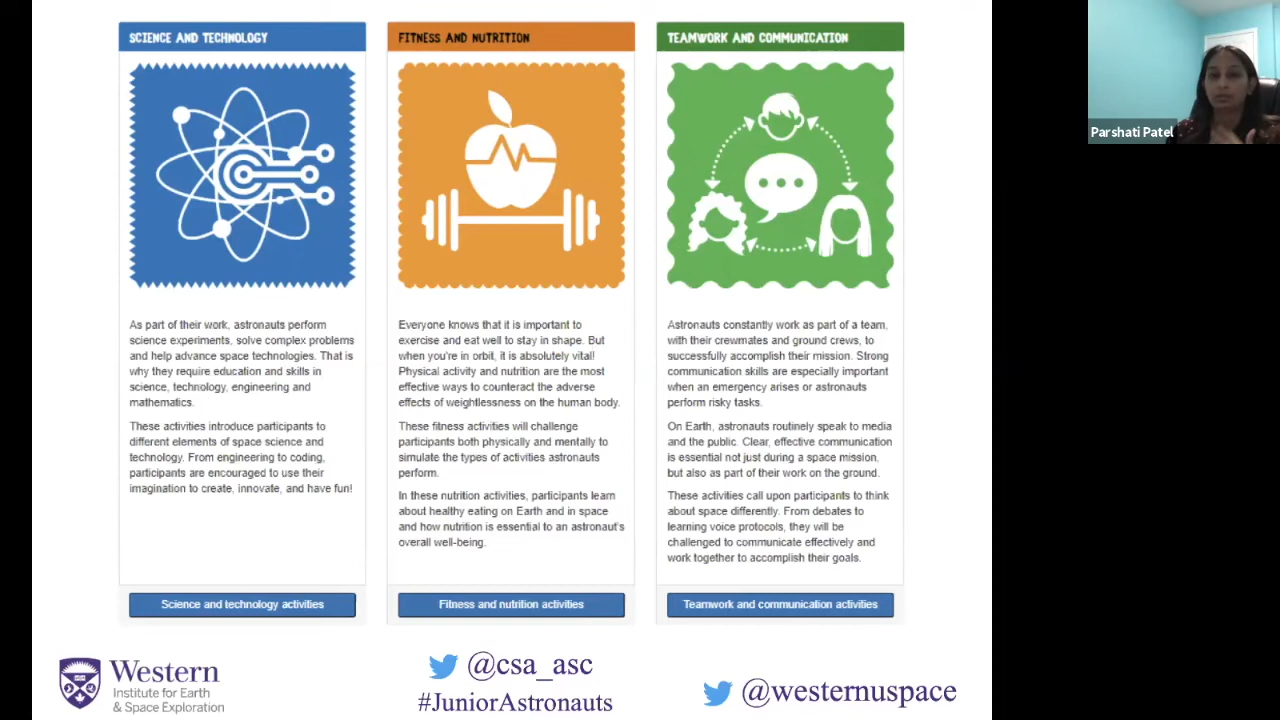 SCIENCE AND TECHNOLOGY
As part of their work, astronauts perform
science experiments, solve complex problems
and help advance space technologies. That is
why they require education and skills in
science, technology, engineering and
mathematics.
These activities introduce participants to
different elements of space science and
technology. From engineering to coding,
participants are encouraged to use their
imagination to create, innovate, and have fun!
Science and technology activities
FITNESS AND NUTRITION
Everyone knows that it is important to
exercise and eat well to stay in shape. But
when you're in orbit, it is absolutely vital!
Physical activity and nutrition are the most
effective ways to counteract the adverse
effects of weightlessness on the human body.
These fitness activities will challenge
participants both physically and mentally to
simulate the types of activities astronauts
perform.
In these nutrition activities, participants learn
about healthy eating on Earth and in space
and how nutrition is essential to an astronaut's
overall well-being.
Fitness and nutrition activities
TEAMWORK AND COMMUNICATION
Astronauts constantly work as part of a team,
with their crewmates and ground crews, to
successfully accomplish their mission. Strong
communication skills are especially important
when an emergency arises or astronauts
perform risky tasks.
On Earth, astronauts routinely speak to media
and the public. Clear, effective communication
is essential not just during a space mission,
but also as part of their work on the ground.
These activities call upon participants to think
about space differently. From debates to
learning voice protocols, they will be
challenged to communicate effectively and
work together to accomplish their goals.
Teamwork and communication activities
Parshati Patel
Western
Institute for Earth
& Space Exploration
@csa_asc
#JuniorAstronauts
@westernuspace